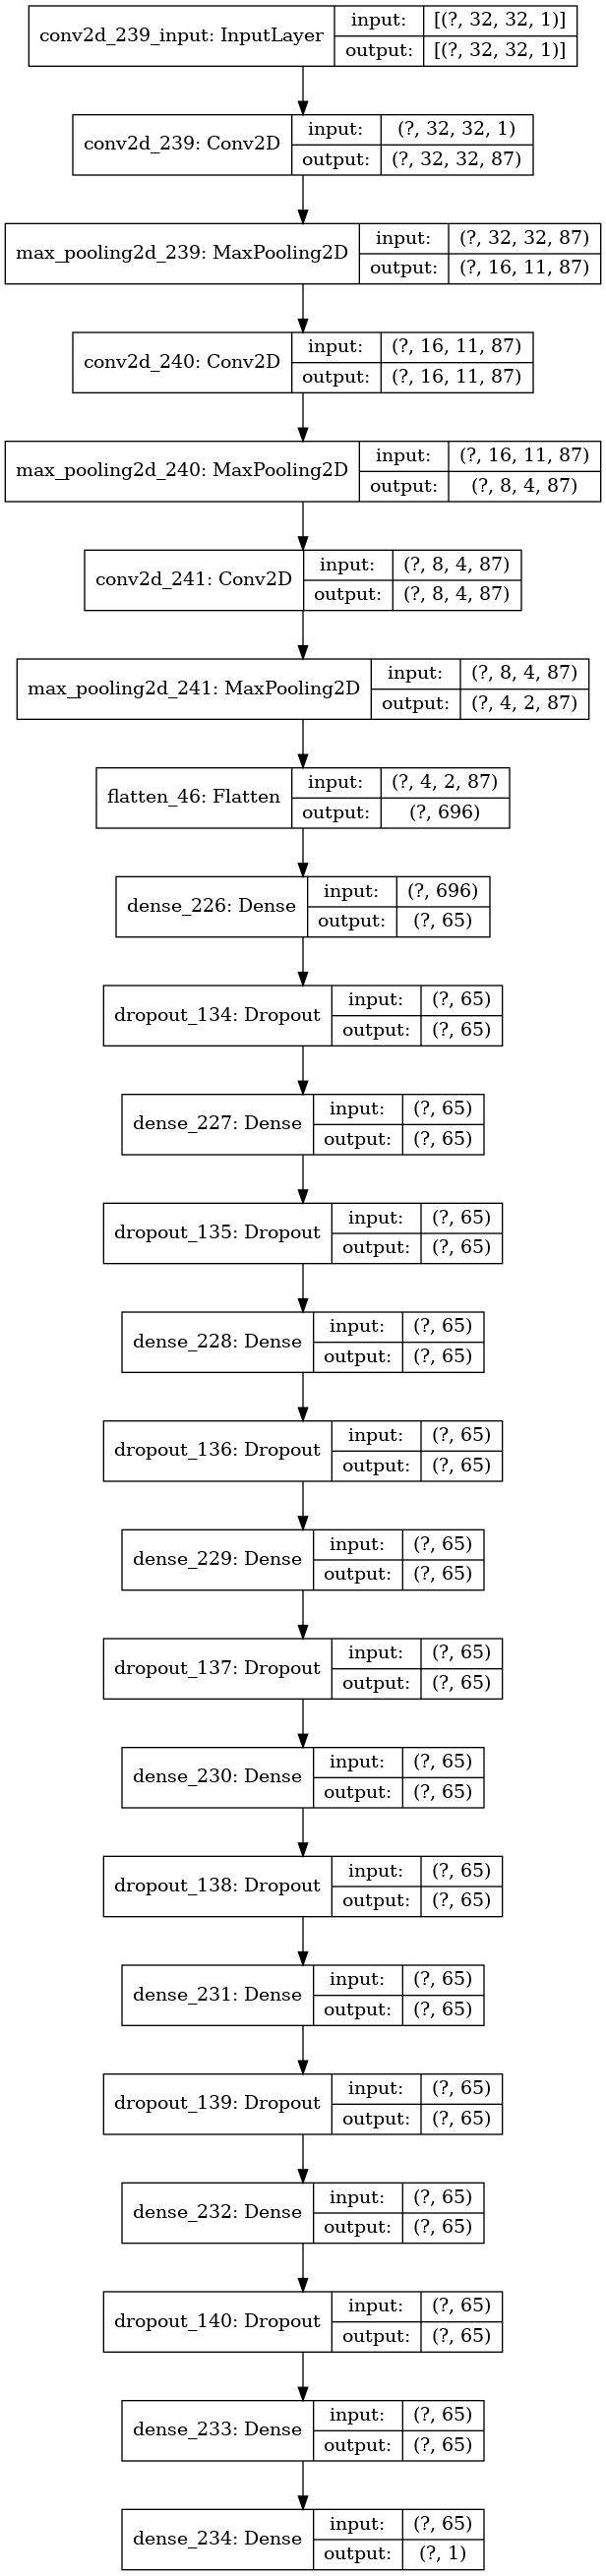 conv2d_239_input: InputLayer input: [(?, 32, 32, 1)]
output: [(?, 32, 32, 1)]
conv2d_239: Conv2D input: (?, 32, 32, 1)
output: (?, 32, 32, 87)
max_pooling2d_239: MaxPooling2D input: (?, 32, 32, 87)
output: (?, 16, 11, 87)
conv2d_240: Conv2D input: (?, 16, 11, 87)
output: (?, 16, 11, 87)
max_pooling2d_240: MaxPooling2D input: (?, 16, 11, 87)
output: (?, 8, 4, 87)
conv2d_241: Conv2D input: (?, 8, 4, 87)
output: (?, 8, 4, 87)
max_pooling2d_241: MaxPooling2D input: (?, 8, 4, 87)
output: (?, 4, 2, 87)
flatten_46: Flatten input: (?, 4, 2, 87)
output: (?, 696)
dense_226: Dense input: (?, 696)
output: (?, 65)
dropout_134: Dropout input: (?, 65)
output: (?, 65)
dense_227: Dense input: (?, 65)
output: (?, 65)
dropout_135: Dropout input: (?, 65)
output: (?, 65)
dense_228: Dense input: (?, 65)
output: (?, 65)
dropout_136: Dropout input: (?, 65)
output: (?, 65)
dense_229: Dense input: (?, 65)
output: (?, 65)
dropout_137: Dropout input: (?, 65)
output: (?, 65)
dense_230: Dense input: (?, 65)
output: (?, 65)
dropout_138: Dropout input: (?, 65)
output: (?, 65)
dense_231: Dense input: (?, 65)
output: (?, 65)
dropout_139: Dropout input: (?, 65)
output: (?, 65)
dense_232: Dense input: (?, 65)
output: (?, 65)
dropout_140: Dropout input: (?, 65)
output: (?, 65)
dense_233: Dense input: (?, 65)
output: (?, 65)
dense_234: Dense input: (?, 65)
output: (?, 1)